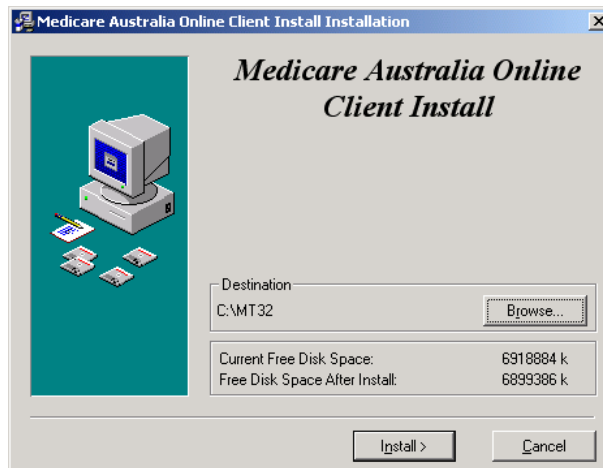 Medicare Australia Online Client Install Installation
Medicare Australia Online
Client Install
Destination
C:\MT32
Browse...
Current Free Disk Space: 6918884 k
Free Disk Space After Install: 6899386 k
Install >
Cancel